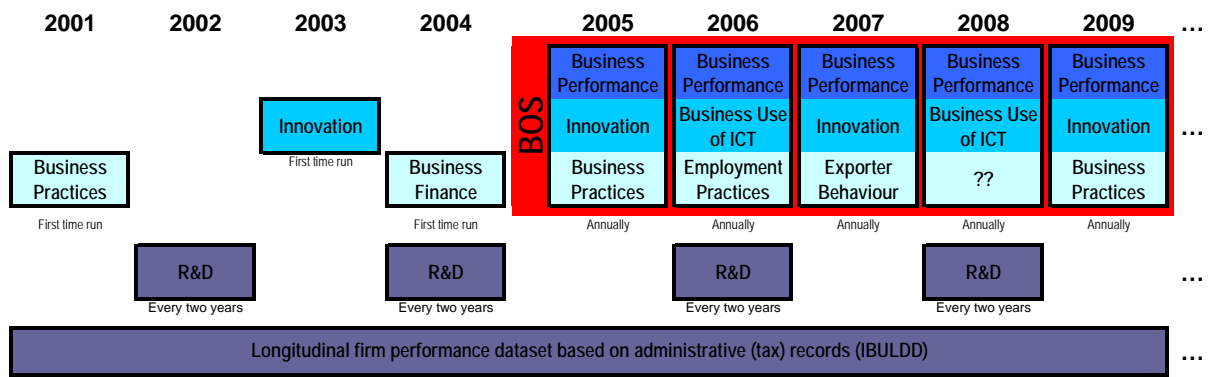 2001 2002 2003 2004 2005 2006 2007 2008 2009 ...
BOS
Business Performance
Business Performance
Business Performance
Business Performance
Business Performance
Innovation
First time run
Innovation
Business Use of ICT
Innovation
Business Use of ICT
Innovation
...
Business Practices
First time run
Business Finance
First time run
Business Practices
Annually
Employment Practices
Annually
Exporter Behaviour
Annually
??
Annually
Business Practices
Annually
R&D
Every two years
R&D
Every two years
R&D
Every two years
R&D
Every two years
...
Longitudinal firm performance dataset based on administrative (tax) records (IBULDD)
...